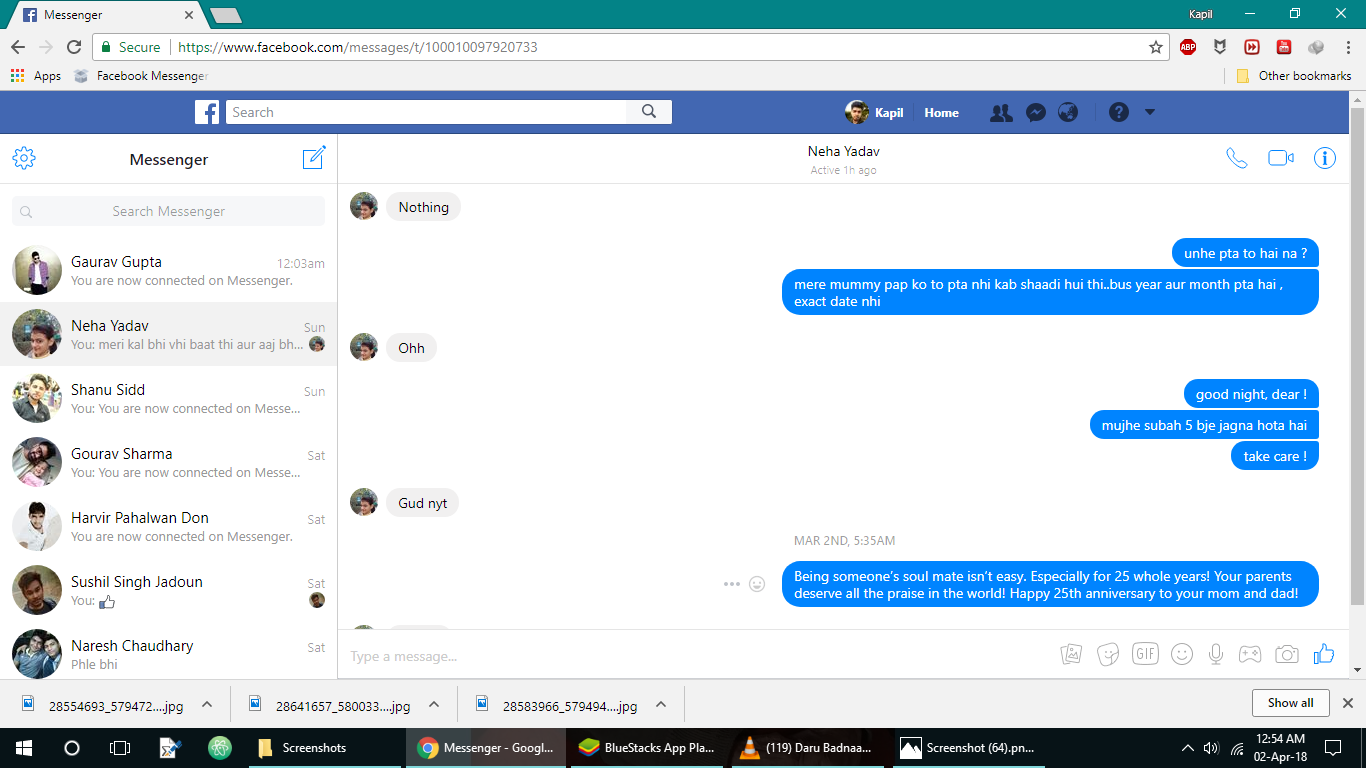 Messenger
Kapil
Secure
https://www.facebook.com/messages/t/100010097920733
ABP
Apps
Facebook Messenger
Other bookmarks
Search
Kapil
Home
Messenger
Search Messenger
Gaurav Gupta
12:03am
You are now connected on Messenger.
Neha Yadav
Sun
You: meri kal bhi vhi baat thi aur aaj bh...
Shanu Sidd
Sun
You: You are now connected on Messe...
Gourav Sharma
Sat
You: You are now connected on Messe...
Harvir Pahalwan Don
Sat
You are now connected on Messenger.
Sushil Singh Jadoun
Sat
You:
Naresh Chaudhary
Sat
Phle bhi
Neha Yadav
Active 1h ago
Nothing
unhe pta to hai na ?
mere mummy pap ko to pta nhi kab shaadi hui thi..bus year aur month pta hai ,
exact date nhi
Ohh
good night, dear !
mujhe subah 5 bje jagna hota hai
take care !
Gud nyt
MAR 2ND, 5:35AM
Being someone's soul mate isn't easy. Especially for 25 whole years! Your parents
deserve all the praise in the world! Happy 25th anniversary to your mom and dad!
Type a message...
GIF
28554693_579472....jpg
28641657_580033....jpg
28583966_579494....jpg
Show all
Screenshots
Messenger - Googl...
BlueStacks App Pla...
(119) Daru Badnaa...
Screenshot (64).pn...
12:54 AM
02-Apr-18